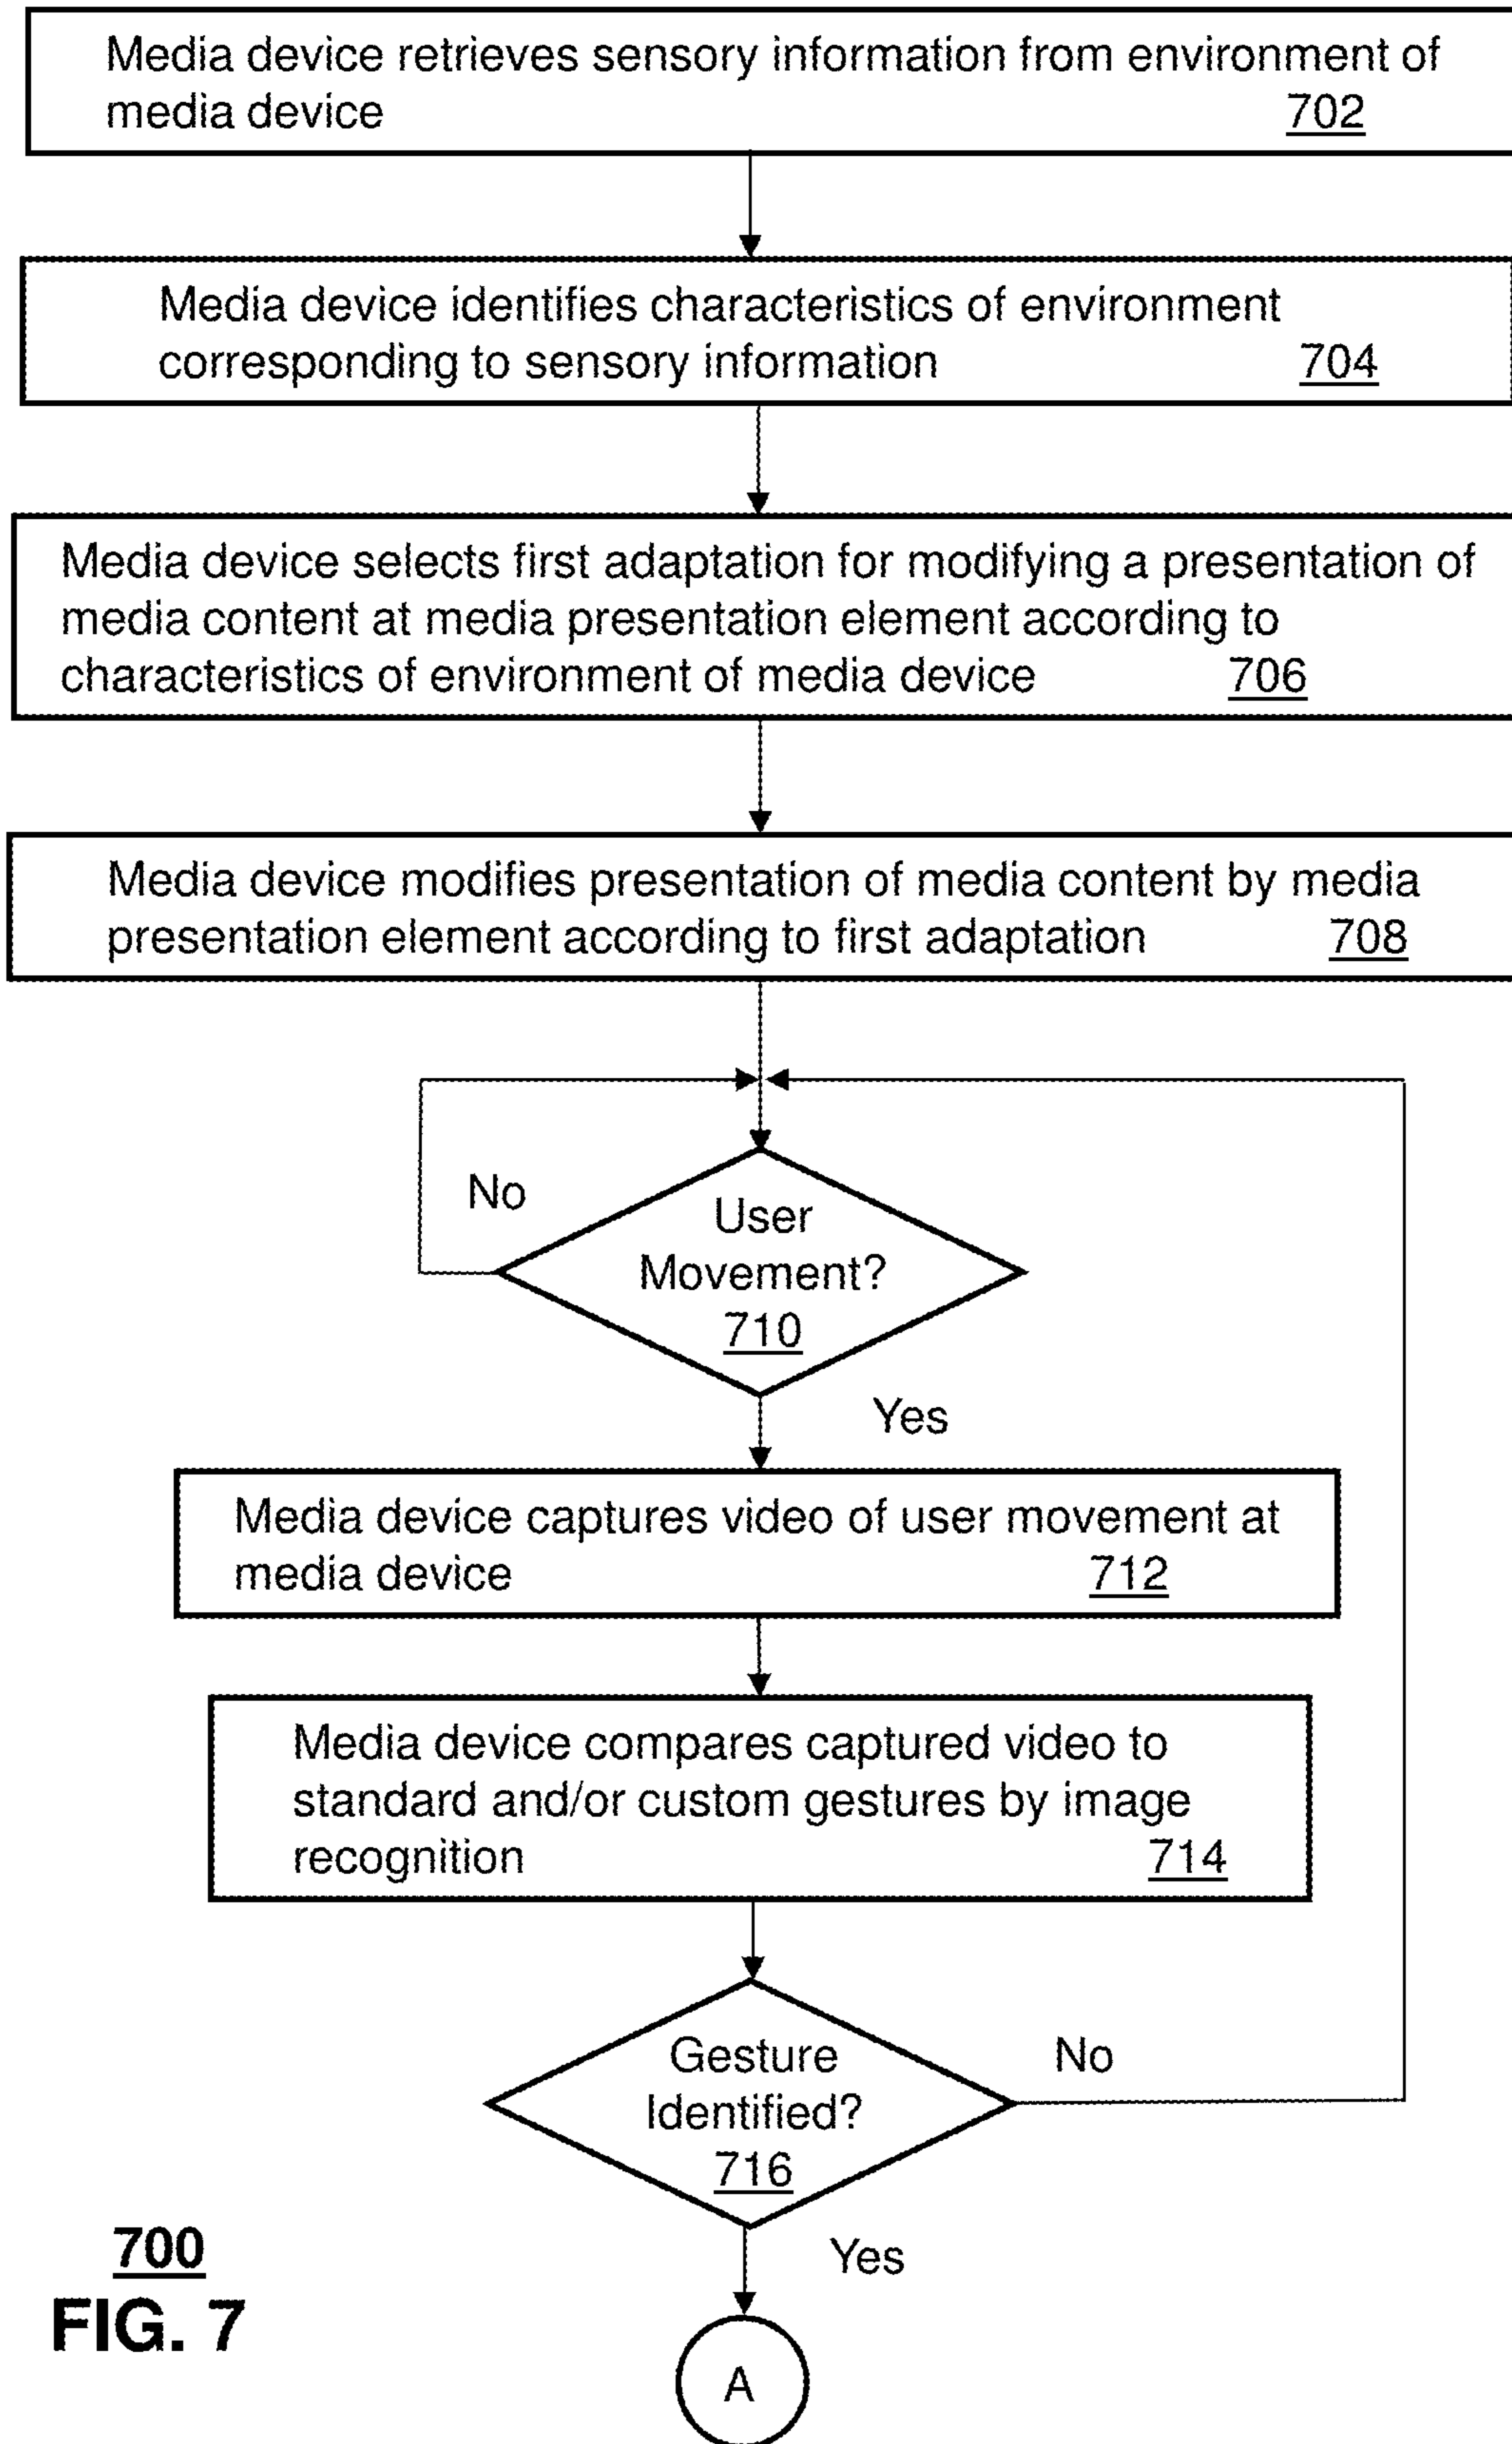 Media device retrieves sensory information from environment of
media device 702
Media device identifies characteristics of environment
corresponding to sensory information 704
Media device selects first adaptation for modifying a presentation of
media content at media presentation element according to
characteristics of environment of media device 706
Media device modifies presentation of media content by media
presentation element according to first adaptation 708
No
User
Movement?
710
Yes
Media device captures video of user movement at
media device 712
Media device compares captured video to
standard and/or custom gestures by image
recognition 714
Gesture
Identified?
716
No
Yes
700
FIG. 7
A